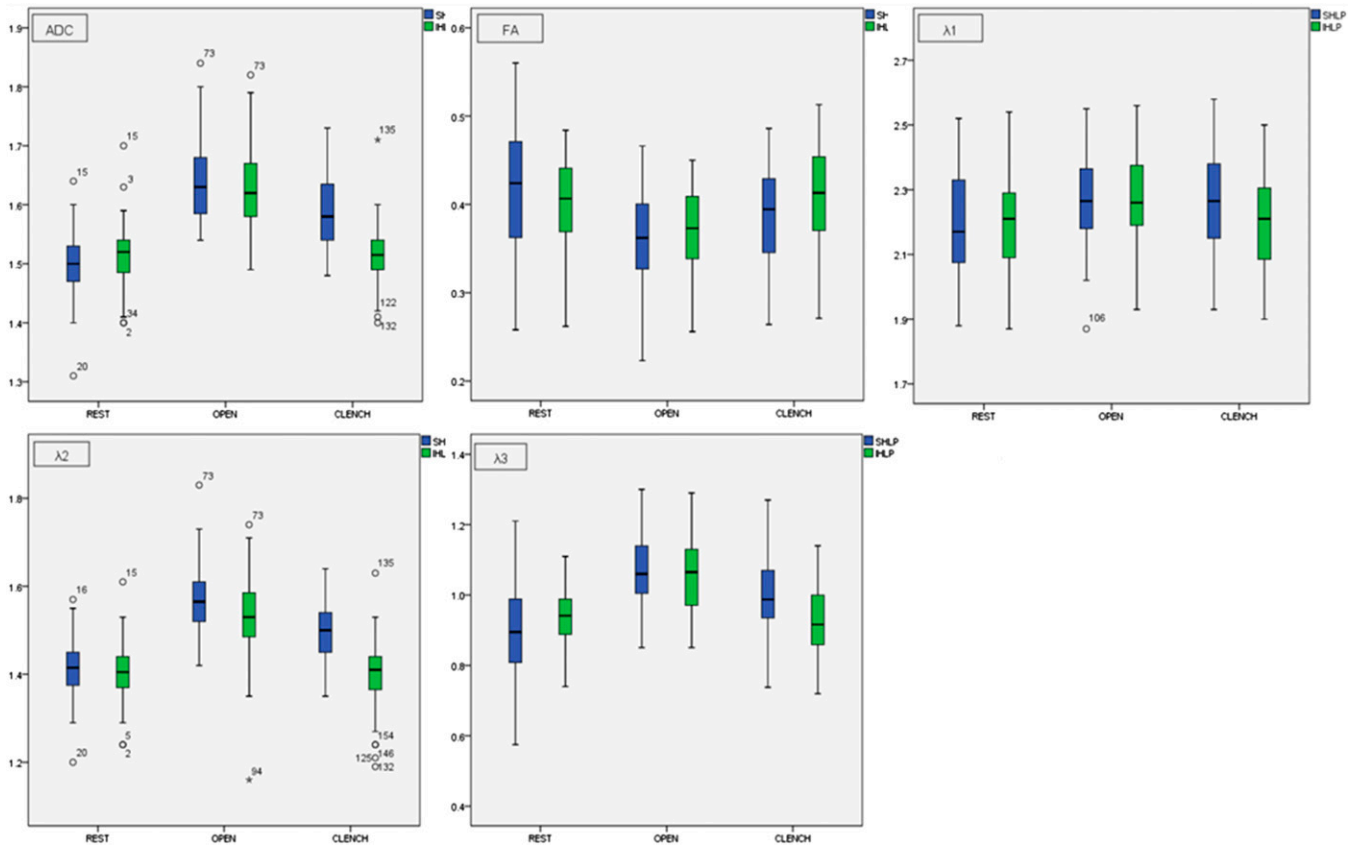 ADC
SH
IHL
1.9
1.8
1.7
1.6
1.5
1.4
1.3
73
73
15
15
3
135
34
2
122
132
20
REST OPEN CLENCH
FA
SH
IHL
0.6
0.5
0.4
0.3
0.2
REST OPEN CLENCH
λ1
SHLP
IHLP
2.7
2.5
2.3
2.1
1.9
1.7
106
REST OPEN CLENCH
λ2
SH
IHL
1.8
1.6
1.4
1.2
73
73
16
15
135
20
5
2
94
154
125 146
132
REST OPEN CLENCH
λ3
SHLP
IHLP
1.4
1.2
1.0
0.8
0.6
0.4
REST OPEN CLENCH